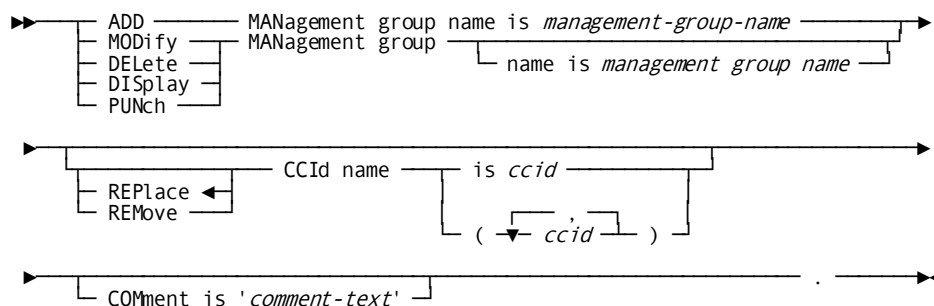 ADD MANagement group name is management-group-name
MODify MANagement group
DELete name is management group name
DISplay
PUNch
CCId name is ccid
REPlace
REMove ,
( ccid )
.
COMment is 'comment-text'